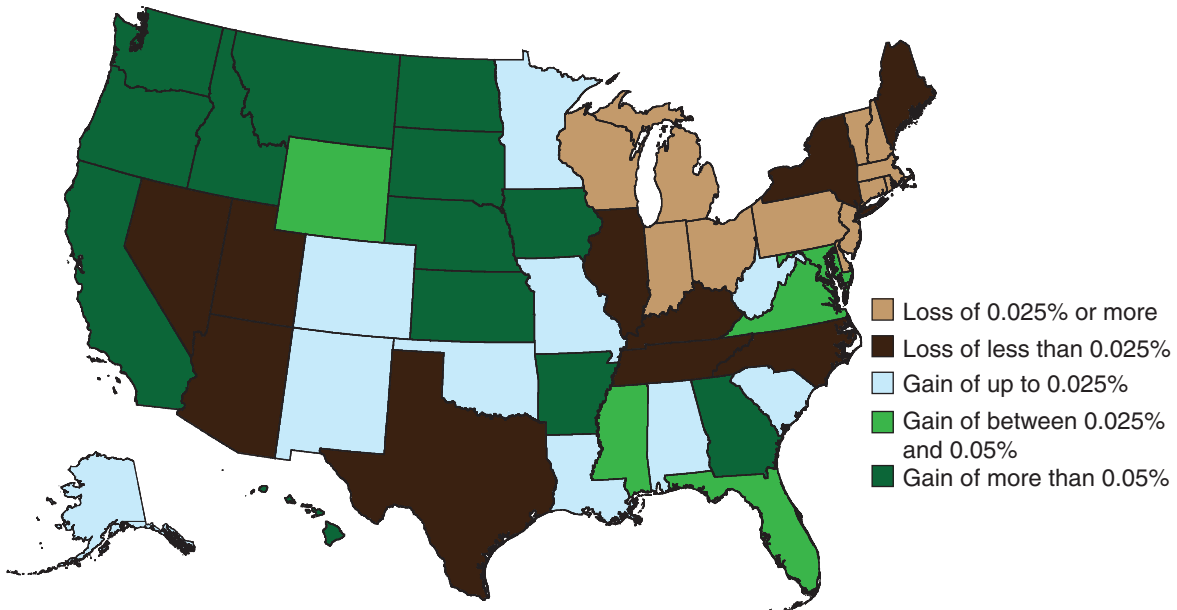 Loss of 0.025% or more
Loss of less than 0.025%
Gain of up to 0.025%
Gain of between 0.025%
and 0.05%
Gain of more than 0.05%